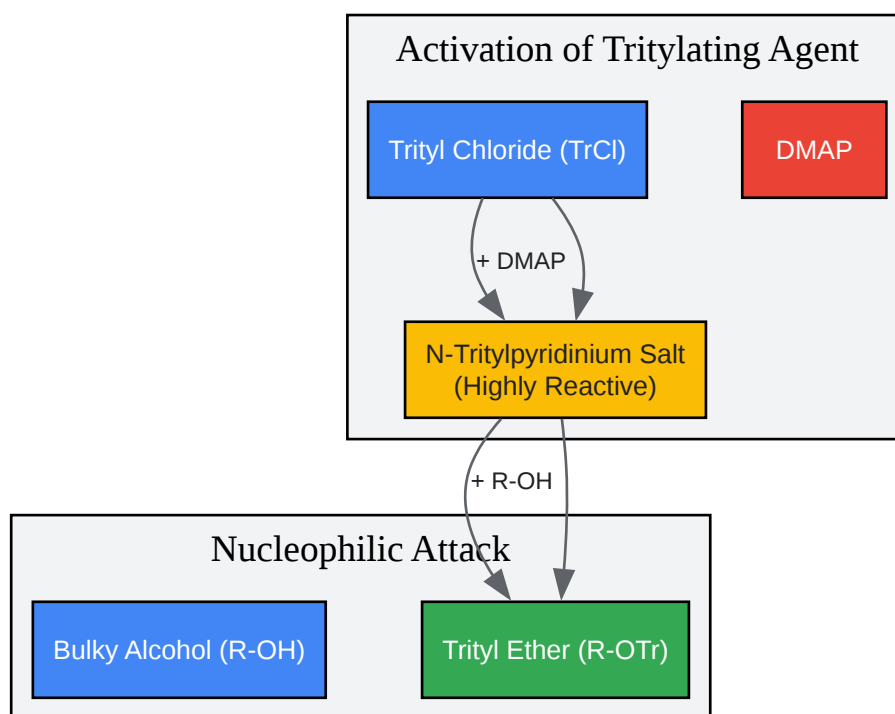 Activation of Tritylating Agent
Trityl Chloride (TrCl)
DMAP
+ DMAP
N-Tritylpyridinium Salt
(Highly Reactive)
+ R-OH
Nucleophilic Attack
Bulky Alcohol (R-OH)
Trityl Ether (R-OTr)